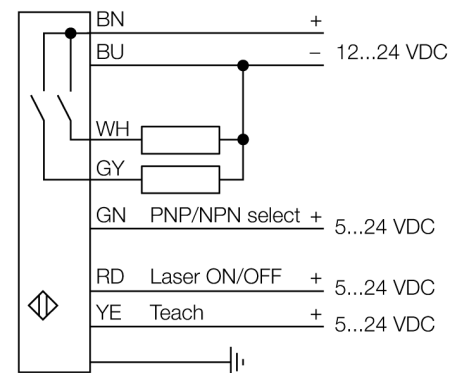 BN +
BU − 12...24 VDC
WH
GY
GN PNP/NPN select + 5...24 VDC
RD Laser ON/OFF + 5...24 VDC
YE Teach + 5...24 VDC